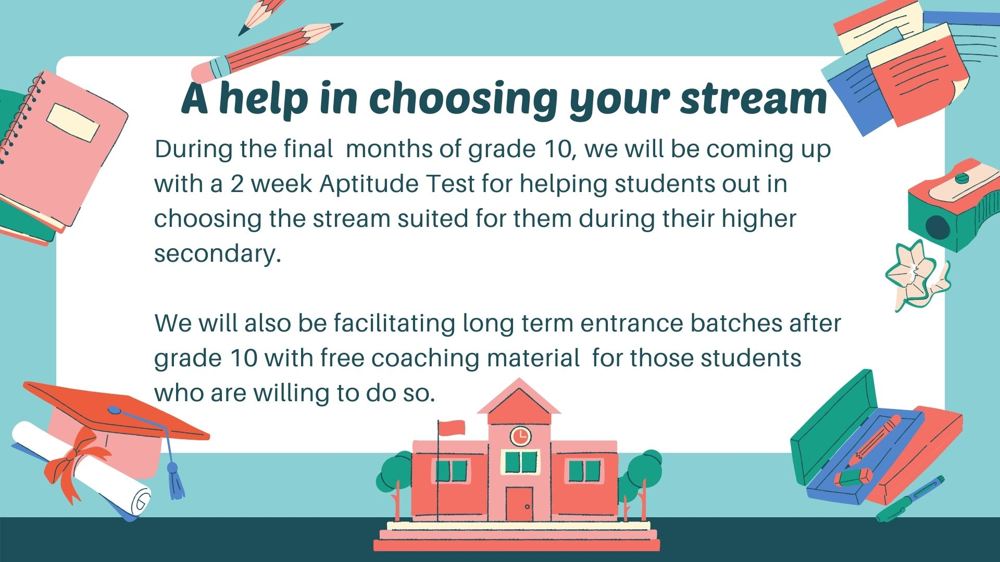 A help in choosing your stream
During the final  months of grade 10, we will be coming up
with a 2 week Aptitude Test for helping students out in
choosing the stream suited for them during their higher
secondary.
We will also be facilitating long term entrance batches after
grade 10 with free coaching material  for those students
who are willing to do so.